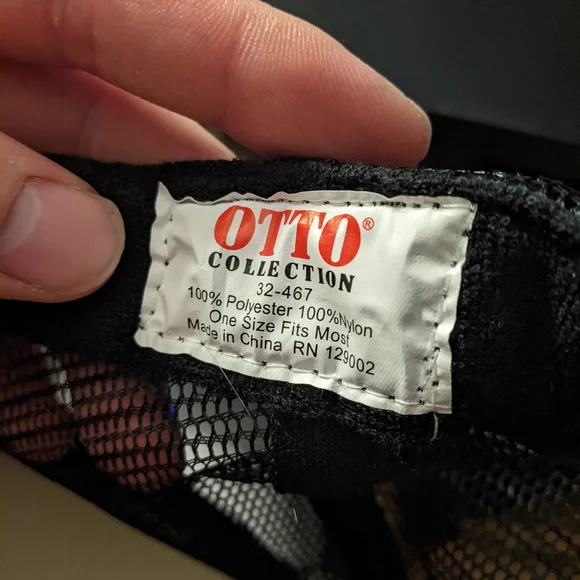 OTTO®
COLLECTION
32-467
100% Polyester 100%Nylon
One Size Fits Most
Made in China RN 129002